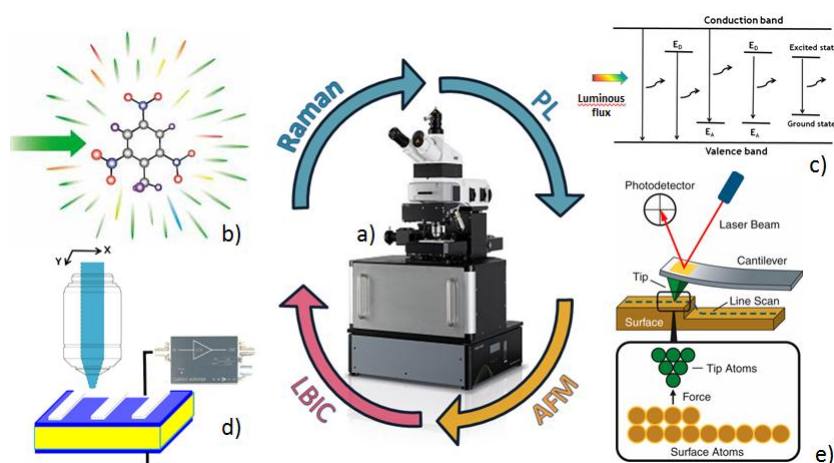 Raman
PL
AFM
LBIC
a)
b)
Conduction band
E_D
E_D
Excited state
Luminous
flux
E_A
E_A
Ground state
Valence band
c)
Y
X
d)
Photodetector
Laser Beam
Cantilever
Tip
Line Scan
Surface
Tip Atoms
Force
Surface Atoms
e)